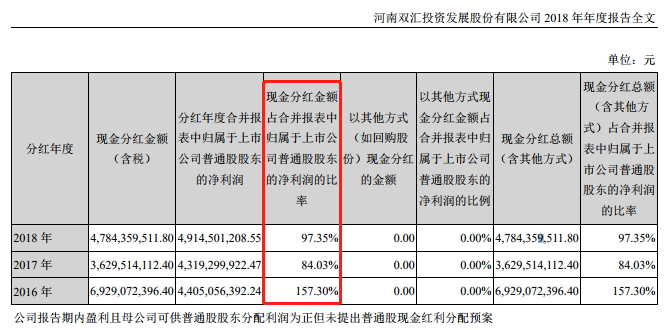 河南双汇投资发展股份有限公司 2018 年年度报告全文
单位：元
分红年度 现金分红金额（含税） 分红年度合并报表中归属于上市公司普通股股东的净利润 现金分红金额占合并报表中归属于上市公司普通股股东的净利润的比率 以其他方式（如回购股份）现金分红的金额 以其他方式现金分红金额占合并报表中归属于上市公司普通股股东的净利润的比例 现金分红总额（含其他方式） 现金分红总额（含其他方式）占合并报表中归属于上市公司普通股股东的净利润的比率
2018 年 4,784,359,511.80 4,914,501,208.55 97.35% 0.00 0.00% 4,784,359,511.80 97.35%
2017 年 3,629,514,112.40 4,319,299,922.47 84.03% 0.00 0.00% 3,629,514,112.40 84.03%
2016 年 6,929,072,396.40 4,405,056,392.24 157.30% 0.00 0.00% 6,929,072,396.40 157.30%
公司报告期内盈利且母公司可供普通股股东分配利润为正但未提出普通股现金红利分配预案